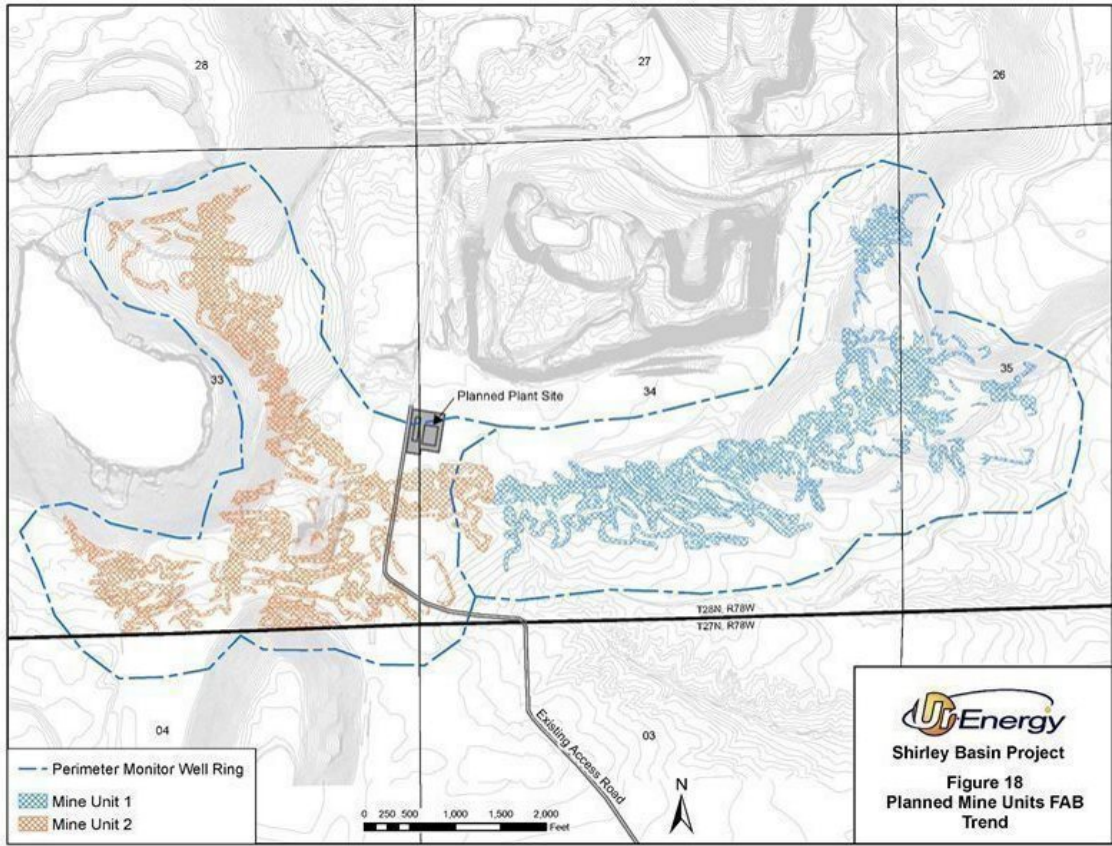 28
27
26
33
Planned Plant Site
34
35
T28N, R78W
T27N, R78W
04
Existing Access Road
03
Perimeter Monitor Well Ring
Mine Unit 1
Mine Unit 2
0 250 500 1,000 1,500 2,000
Feet
N
UrEnergy
Shirley Basin Project
Figure 18
Planned Mine Units FAB
Trend